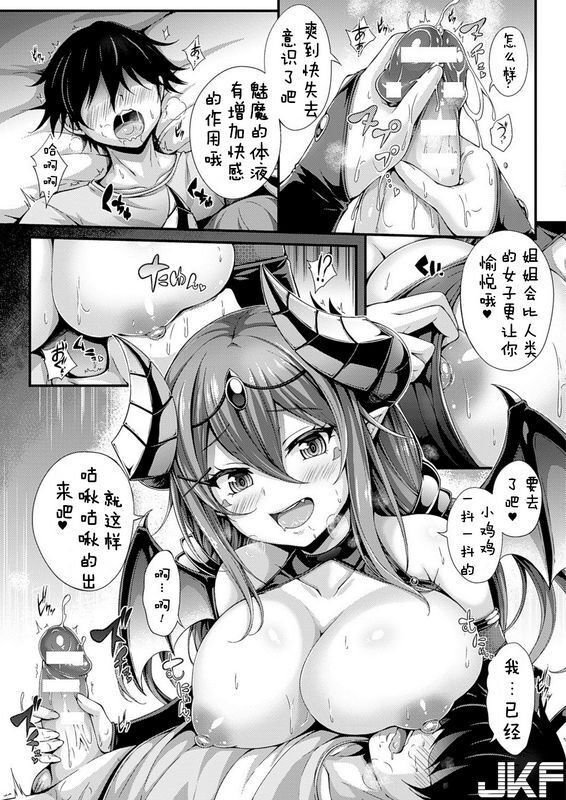 怎么样?
爽到快失去
意识了吧
魅魔的体液
有增加快感
的作用哦
哈
啊啊…
姐姐会比人类
的女子更让你
愉悦哦♥
たゆん
!?
要去
了吧♥
小鸡鸡
一抖一抖的
就这样
咕啾咕啾的出
来吧♥
啊…啊!
我…已经
JKF